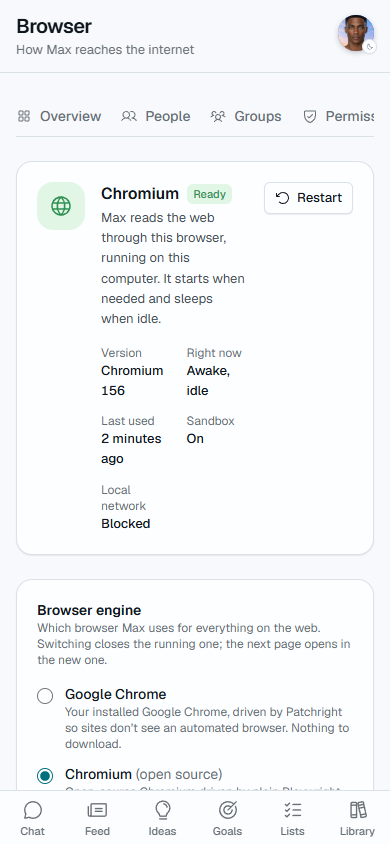 Browser
How Max reaches the internet
Overview
People
Groups
Permiss
Chromium
Ready
Restart
Max reads the web
through this browser,
running on this
computer. It starts when
needed and sleeps
when idle.
Version
Right now
Chromium
156
Awake,
idle
Last used
Sandbox
2 minutes
ago
On
Local
network
Blocked
Browser engine
Which browser Max uses for everything on the web.
Switching closes the running one; the next page opens in
the new one.
Google Chrome
Your installed Google Chrome, driven by Patchright
so sites don't see an automated browser. Nothing to
download.
Chromium (open source)
Chat
Feed
Ideas
Goals
Lists
Library